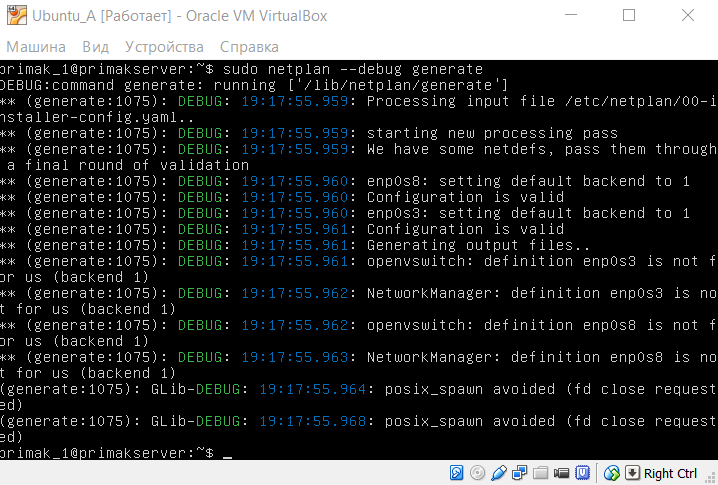 Ubuntu_A [Работает] - Oracle VM VirtualBox
Машина Вид Устройства Справка
primak_1@primakserver:~$ sudo netplan --debug generate
DEBUG:command generate: running ['/lib/netplan/generate']
** (generate:1075): DEBUG: 19:17:55.959: Processing input file /etc/netplan/00-i
nstaller-config.yaml..
** (generate:1075): DEBUG: 19:17:55.959: starting new processing pass
** (generate:1075): DEBUG: 19:17:55.959: We have some netdefs, pass them through
a final round of validation
** (generate:1075): DEBUG: 19:17:55.960: enp0s8: setting default backend to 1
** (generate:1075): DEBUG: 19:17:55.960: Configuration is valid
** (generate:1075): DEBUG: 19:17:55.960: enp0s3: setting default backend to 1
** (generate:1075): DEBUG: 19:17:55.961: Configuration is valid
** (generate:1075): DEBUG: 19:17:55.961: Generating output files..
** (generate:1075): DEBUG: 19:17:55.961: openvswitch: definition enp0s3 is not f
or us (backend 1)
** (generate:1075): DEBUG: 19:17:55.962: NetworkManager: definition enp0s3 is no
t for us (backend 1)
** (generate:1075): DEBUG: 19:17:55.962: openvswitch: definition enp0s8 is not f
or us (backend 1)
** (generate:1075): DEBUG: 19:17:55.963: NetworkManager: definition enp0s8 is no
t for us (backend 1)
(generate:1075): GLib-DEBUG: 19:17:55.964: posix_spawn avoided (fd close request
ed)
(generate:1075): GLib-DEBUG: 19:17:55.968: posix_spawn avoided (fd close request
ed)
primak_1@primakserver:~$ _
Right Ctrl